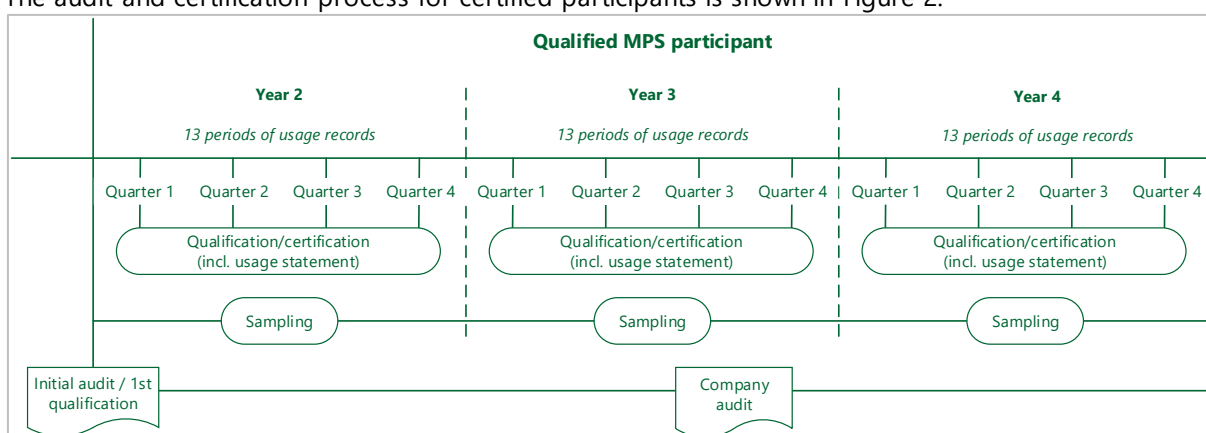 The audit and certification process for certified participants is shown in Figure 2.
Qualified MPS participant
Year 2
Year 3
Year 4
13 periods of usage records
13 periods of usage records
13 periods of usage records
Quarter 1 Quarter 2 Quarter 3 Quarter 4
Quarter 1 Quarter 2 Quarter 3 Quarter 4
Quarter 1 Quarter 2 Quarter 3 Quarter 4
Qualification/certification
(incl. usage statement)
Qualification/certification
(incl. usage statement)
Qualification/certification
(incl. usage statement)
Sampling
Sampling
Sampling
Initial audit / 1st
qualification
Company
audit